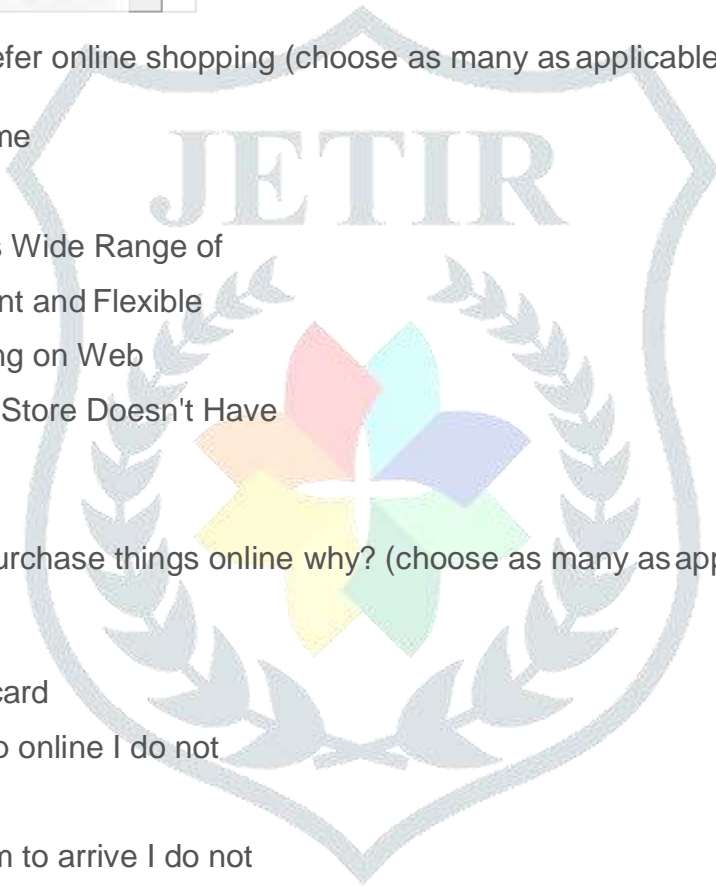 efer online shopping (choose as many as applicable
me
JETIR
s Wide Range of
nt and Flexible
ng on Web
Store Doesn't Have
urchase things online why? (choose as many as app
card
o online I do not
m to arrive I do not